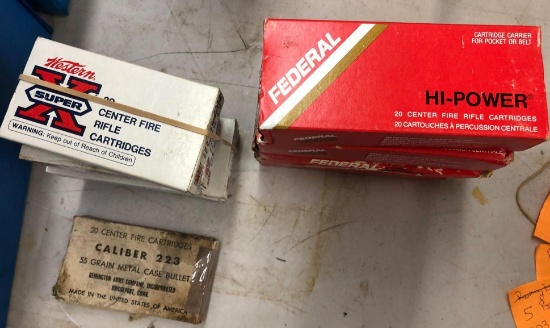 Western
SUPER
X
20
CENTER FIRE
RIFLE
CARTRIDGES
WARNING: Keep out of Reach of Children
FEDERAL
CARTRIDGE CARRIER
FOR POCKET OR BELT
HI-POWER
20 CENTER FIRE RIFLE CARTRIDGES
20 CARTOUCHES À PERCUSSION CENTRALE
FEDERAL
20 CENTER FIRE CARTRIDGES
CALIBER 223
55 GRAIN METAL CASE BULLET
REMINGTON ARMS COMPANY, INCORPORATED
BRIDGEPORT, CONN.
MADE IN THE UNITED STATES OF AMERICA